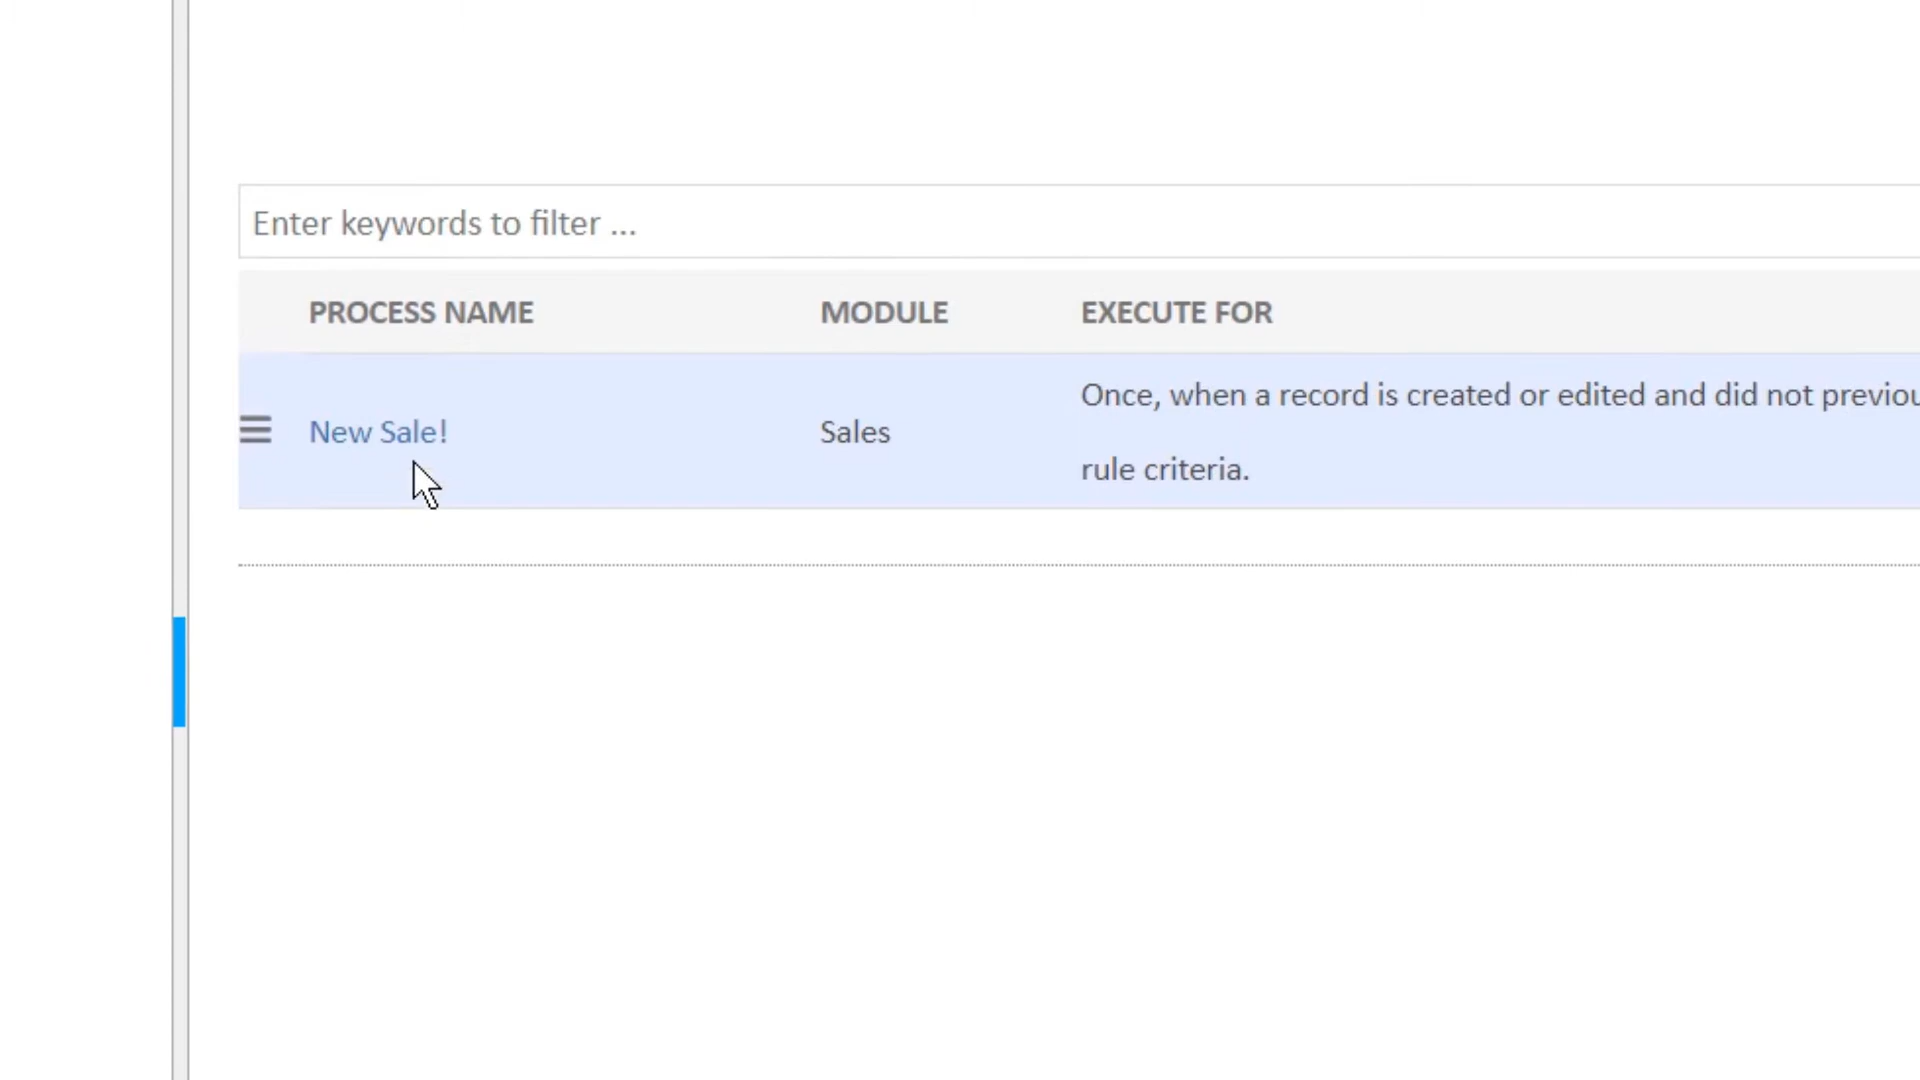 Enter keywords to filter ...
PROCESS NAME MODULE EXECUTE FOR
Once, when a record is created or edited and did not
New Sale! Sales
rule criteria.